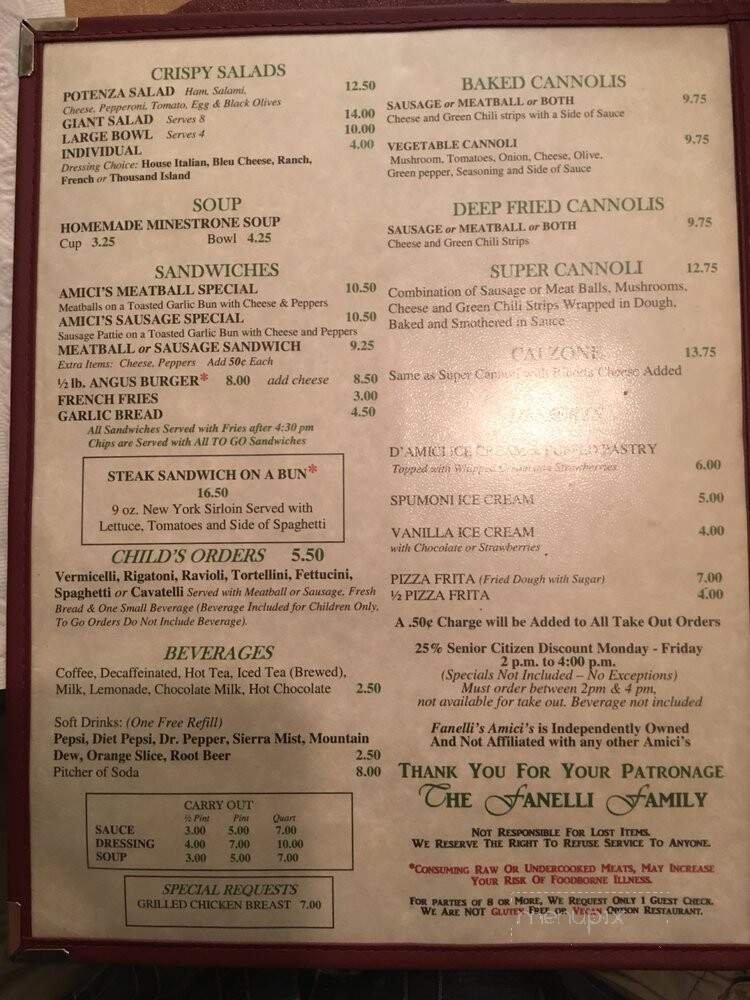 CRISPY SALADS
POTENZA SALAD Ham, Salami, 12.50
Cheese, Pepperoni, Tomato, Egg & Black Olives
GIANT SALAD Serves 8 14.00
LARGE BOWL Serves 4 10.00
INDIVIDUAL 4.00
Dressing Choice: House Italian, Bleu Cheese, Ranch,
French or Thousand Island
SOUP
HOMEMADE MINESTRONE SOUP
Cup 3.25 Bowl 4.25
SANDWICHES
AMICI'S MEATBALL SPECIAL 10.50
Meatballs on a Toasted Garlic Bun with Cheese & Peppers
AMICI'S SAUSAGE SPECIAL 10.50
Sausage Pattie on a Toasted Garlic Bun with Cheese and Peppers
MEATBALL or SAUSAGE SANDWICH 9.25
Extra Items: Cheese, Peppers Add 50¢ Each
½ lb. ANGUS BURGER* 8.00 add cheese 8.50
FRENCH FRIES 3.00
GARLIC BREAD 4.50
All Sandwiches Served with Fries after 4:30 pm
Chips are Served with All TO GO Sandwiches
STEAK SANDWICH ON A BUN*
16.50
9 oz. New York Sirloin Served with
Lettuce, Tomatoes and Side of Spaghetti
CHILD'S ORDERS 5.50
Vermicelli, Rigatoni, Ravioli, Tortellini, Fettucini,
Spaghetti or Cavatelli Served with Meatball or Sausage, Fresh
Bread & One Small Beverage (Beverage Included for Children Only,
To Go Orders Do Not Include Beverage).
BEVERAGES
Coffee, Decaffeinated, Hot Tea, Iced Tea (Brewed),
Milk, Lemonade, Chocolate Milk, Hot Chocolate 2.50
Soft Drinks: (One Free Refill)
Pepsi, Diet Pepsi, Dr. Pepper, Sierra Mist, Mountain
Dew, Orange Slice, Root Beer 2.50
Pitcher of Soda 8.00
CARRY OUT
½ Pint Pint Quart
SAUCE 3.00 5.00 7.00
DRESSING 4.00 7.00 10.00
SOUP 3.00 5.00 7.00
SPECIAL REQUESTS
GRILLED CHICKEN BREAST 7.00
BAKED CANNOLIS
SAUSAGE or MEATBALL or BOTH 9.75
Cheese and Green Chili strips with a Side of Sauce
VEGETABLE CANNOLI 9.75
Mushroom, Tomatoes, Onion, Cheese, Olive,
Green pepper, Seasoning and Side of Sauce
DEEP FRIED CANNOLIS
SAUSAGE or MEATBALL or BOTH 9.75
Cheese and Green Chili Strips
SUPER CANNOLI 12.75
Combination of Sausage or Meat Balls, Mushrooms,
Cheese and Green Chili Strips Wrapped in Dough,
Baked and Smothered in Sauce
CALZONE 13.75
Same as Super Cannoli with Ricotta Cheese Added
DESSERTS
D'AMICI ICE CREAM & PUFFED PASTRY
Topped with Whipped Cream Strawberries 6.00
SPUMONI ICE CREAM 5.00
VANILLA ICE CREAM 4.00
with Chocolate or Strawberries
PIZZA FRITA (Fried Dough with Sugar) 7.00
½ PIZZA FRITA 4.00
A .50¢ Charge will be Added to All Take Out Orders
25% Senior Citizen Discount Monday - Friday
2 p.m. to 4:00 p.m.
(Specials Not Included – No Exceptions)
Must order between 2pm & 4 pm,
not available for take out. Beverage not included
Fanelli's Amici's is Independently Owned
And Not Affiliated with any other Amici's
THANK YOU FOR YOUR PATRONAGE
THE FANELLI FAMILY
NOT RESPONSIBLE FOR LOST ITEMS.
WE RESERVE THE RIGHT TO REFUSE SERVICE TO ANYONE.
*CONSUMING RAW OR UNDERCOOKED MEATS, MAY INCREASE
YOUR RISK OF FOODBORNE ILLNESS.
FOR PARTIES OF 8 OR MORE, WE REQUEST ONLY 1 GUEST CHECK.
WE ARE NOT GLUTEN FREE OR VEGAN OPTION RESTAURANT.
menupix